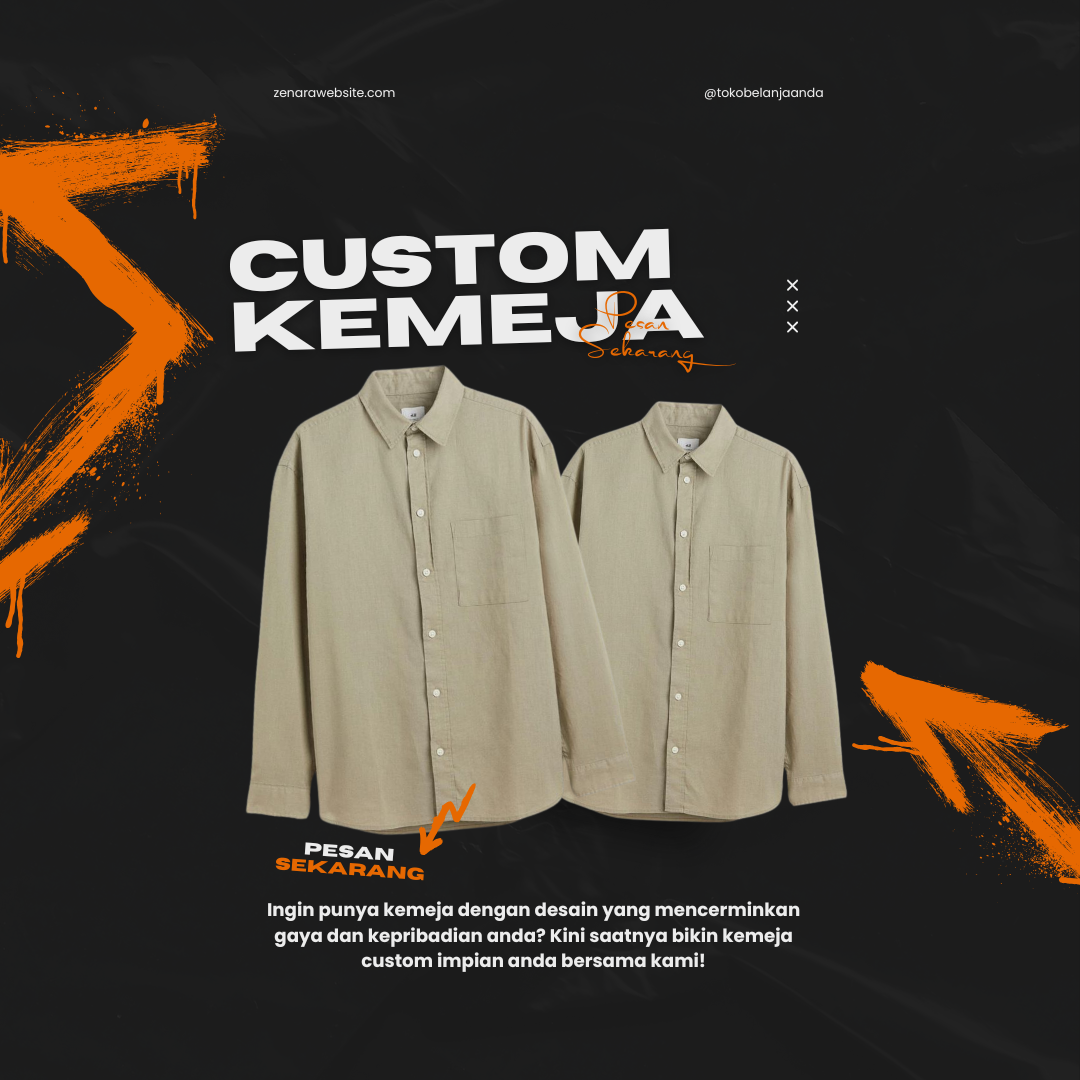 zenarawebsite.com
@tokobelanjaanda
CUSTOM
KEMEJA
Pesan
Sekarang
PESAN
SEKARANG
Ingin punya kemeja dengan desain yang mencerminkan
gaya dan kepribadian anda? Kini saatnya bikin kemeja
custom impian anda bersama kami!